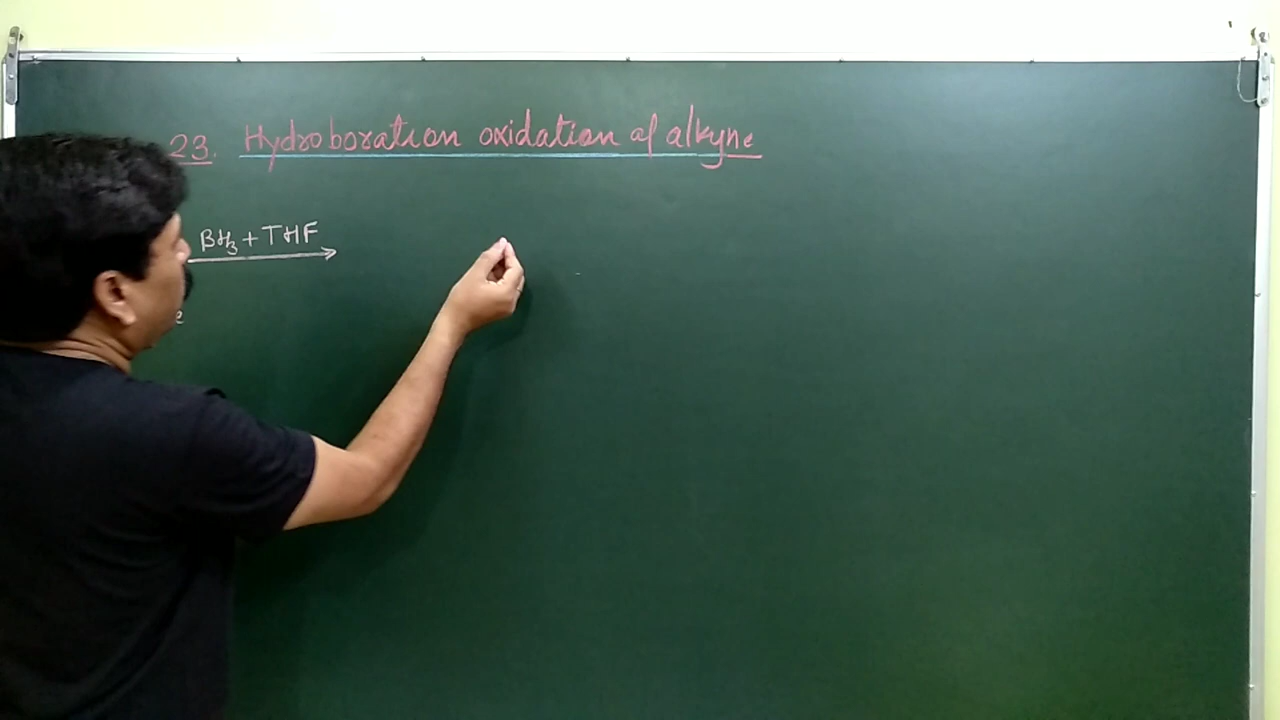 23. Hydroboration oxidation of alkyne
BH3 + THF
e